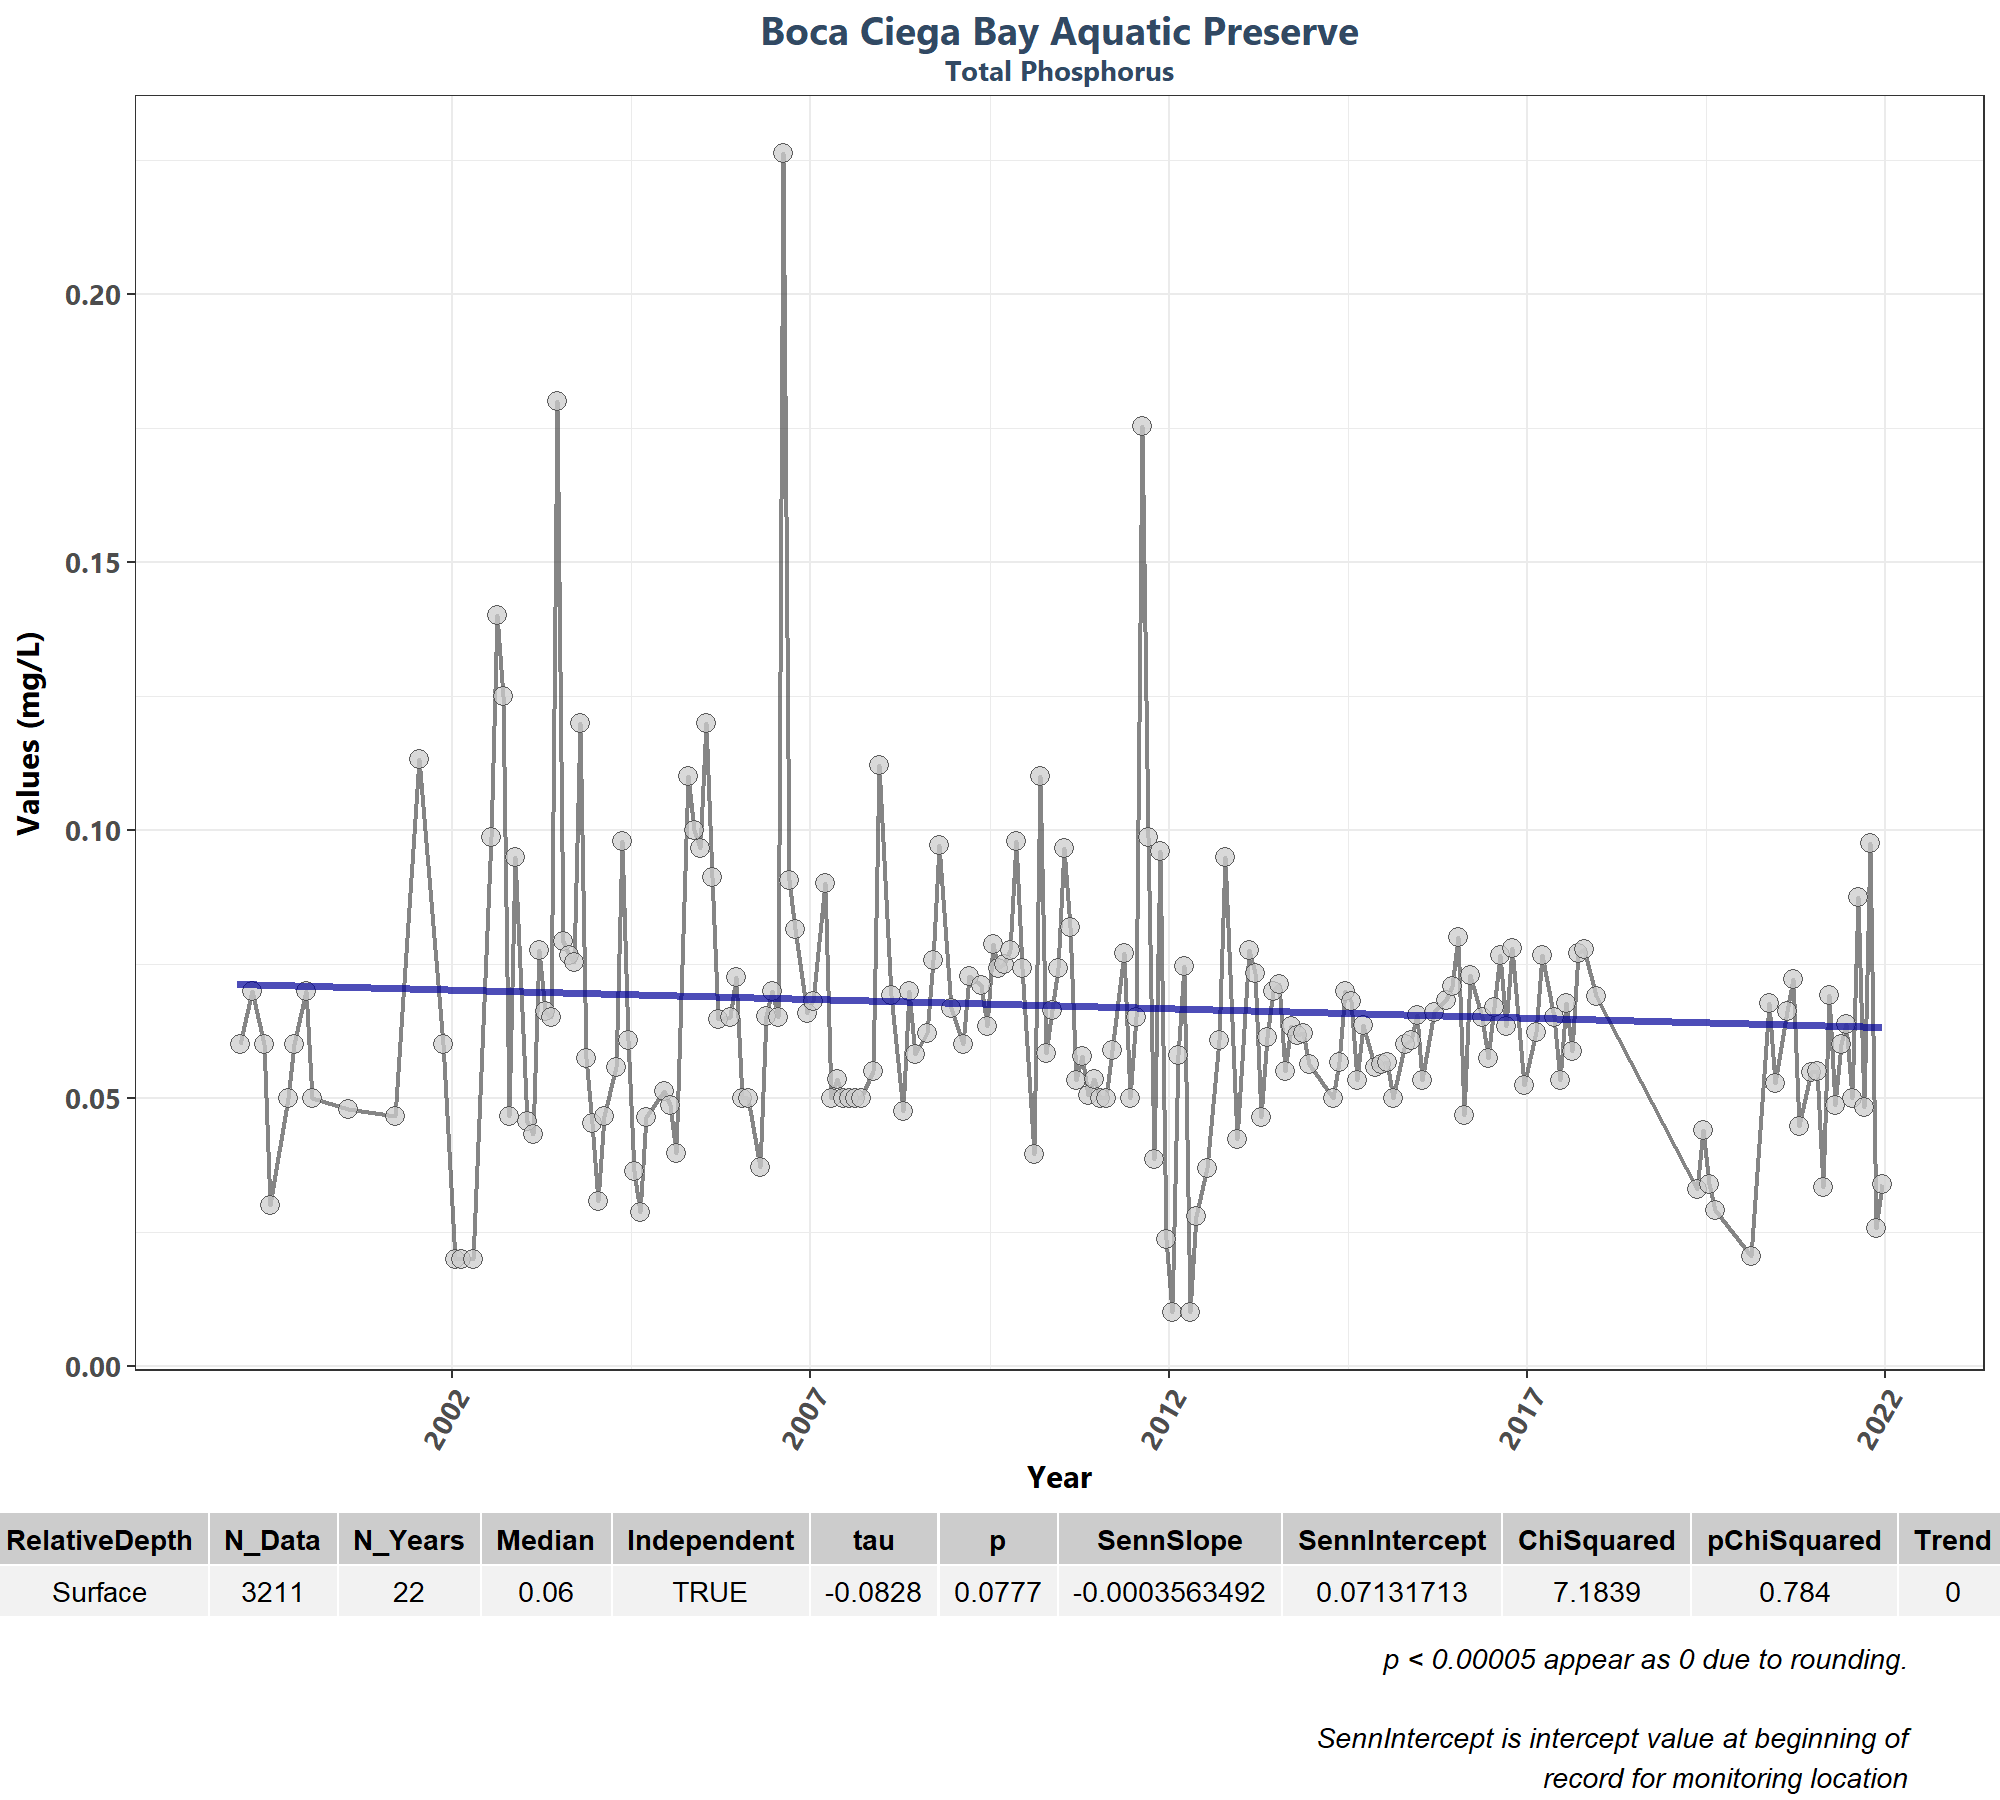 Boca Ciega Bay Aquatic Preserve
Total Phosphorus
Values (mg/L)
0.20
0.15
0.10
0.05
0.00
2002 2007 2012 2017 2022
Year
RelativeDepth N_Data N_Years Median Independent tau p SennSlope SennIntercept ChiSquared pChiSquared Trend
Surface 3211 22 0.06 TRUE -0.0828 0.0777 -0.0003563492 0.07131713 7.1839 0.784 0
p < 0.00005 appear as 0 due to rounding.
SennIntercept is intercept value at beginning of
record for monitoring location